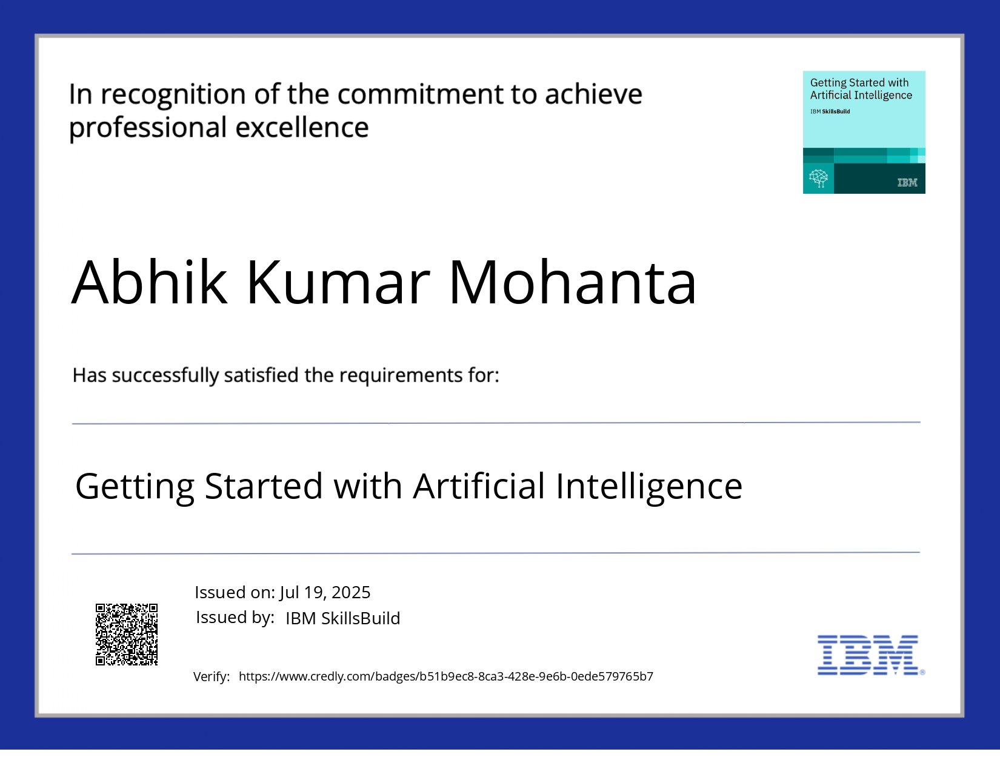 In recognition of the commitment to achieve
professional excellence
Getting Started with
Artificial Intelligence
IBM SkillsBuild
IBM
Abhik Kumar Mohanta
Has successfully satisfied the requirements for:
Getting Started with Artificial Intelligence
Issued on: Jul 19, 2025
Issued by: IBM SkillsBuild
Verify: https://www.credly.com/badges/b51b9ec8-8ca3-428e-9e6b-0ede579765b7
IBM®